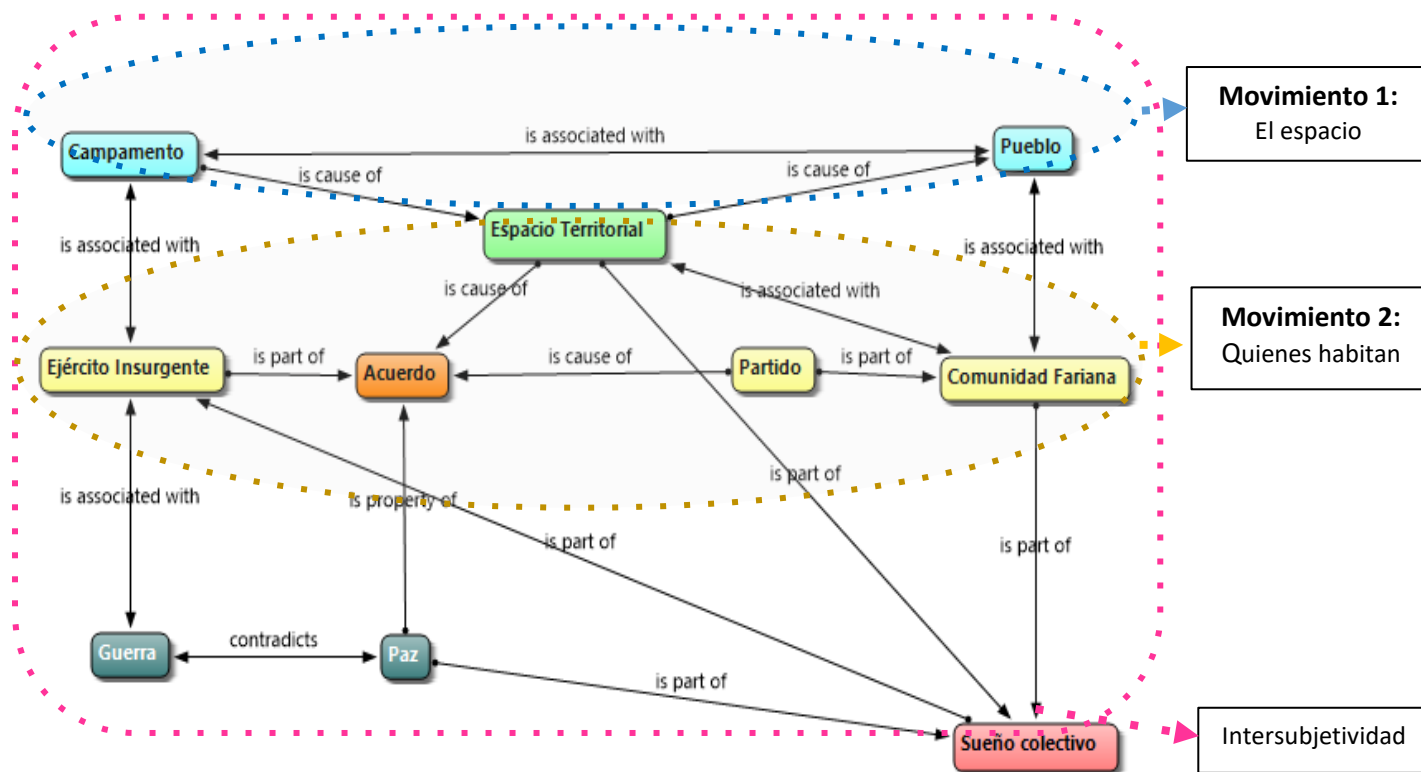 Movimiento 1:
El espacio
is associated with
Campamento
Pueblo
is cause of
is cause of
Espacio Territorial
is associated with
is associated with
is cause of
is associated with
Movimiento 2:
Quienes habitan
Ejército Insurgente
is part of
Acuerdo
is cause of
Partido
is part of
Comunidad Fariana
is associated with
is property of
is part of
is part of
is part of
Guerra
contradicts
Paz
is part of
Sueño colectivo
Intersubjetividad